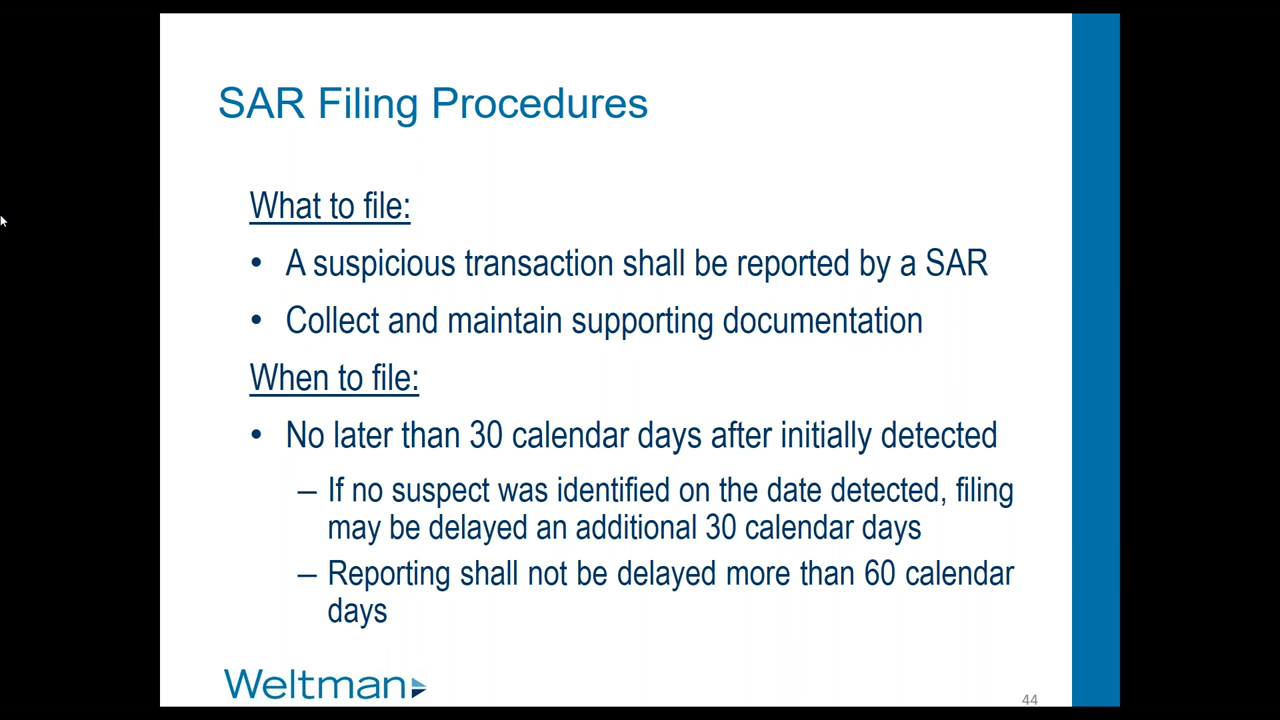 SAR Filing Procedures
What to file:
• A suspicious transaction shall be reported by a SAR
• Collect and maintain supporting documentation
When to file:
• No later than 30 calendar days after initially detected
– If no suspect was identified on the date detected, filing
may be delayed an additional 30 calendar days
– Reporting shall not be delayed more than 60 calendar
days
Weltman
44